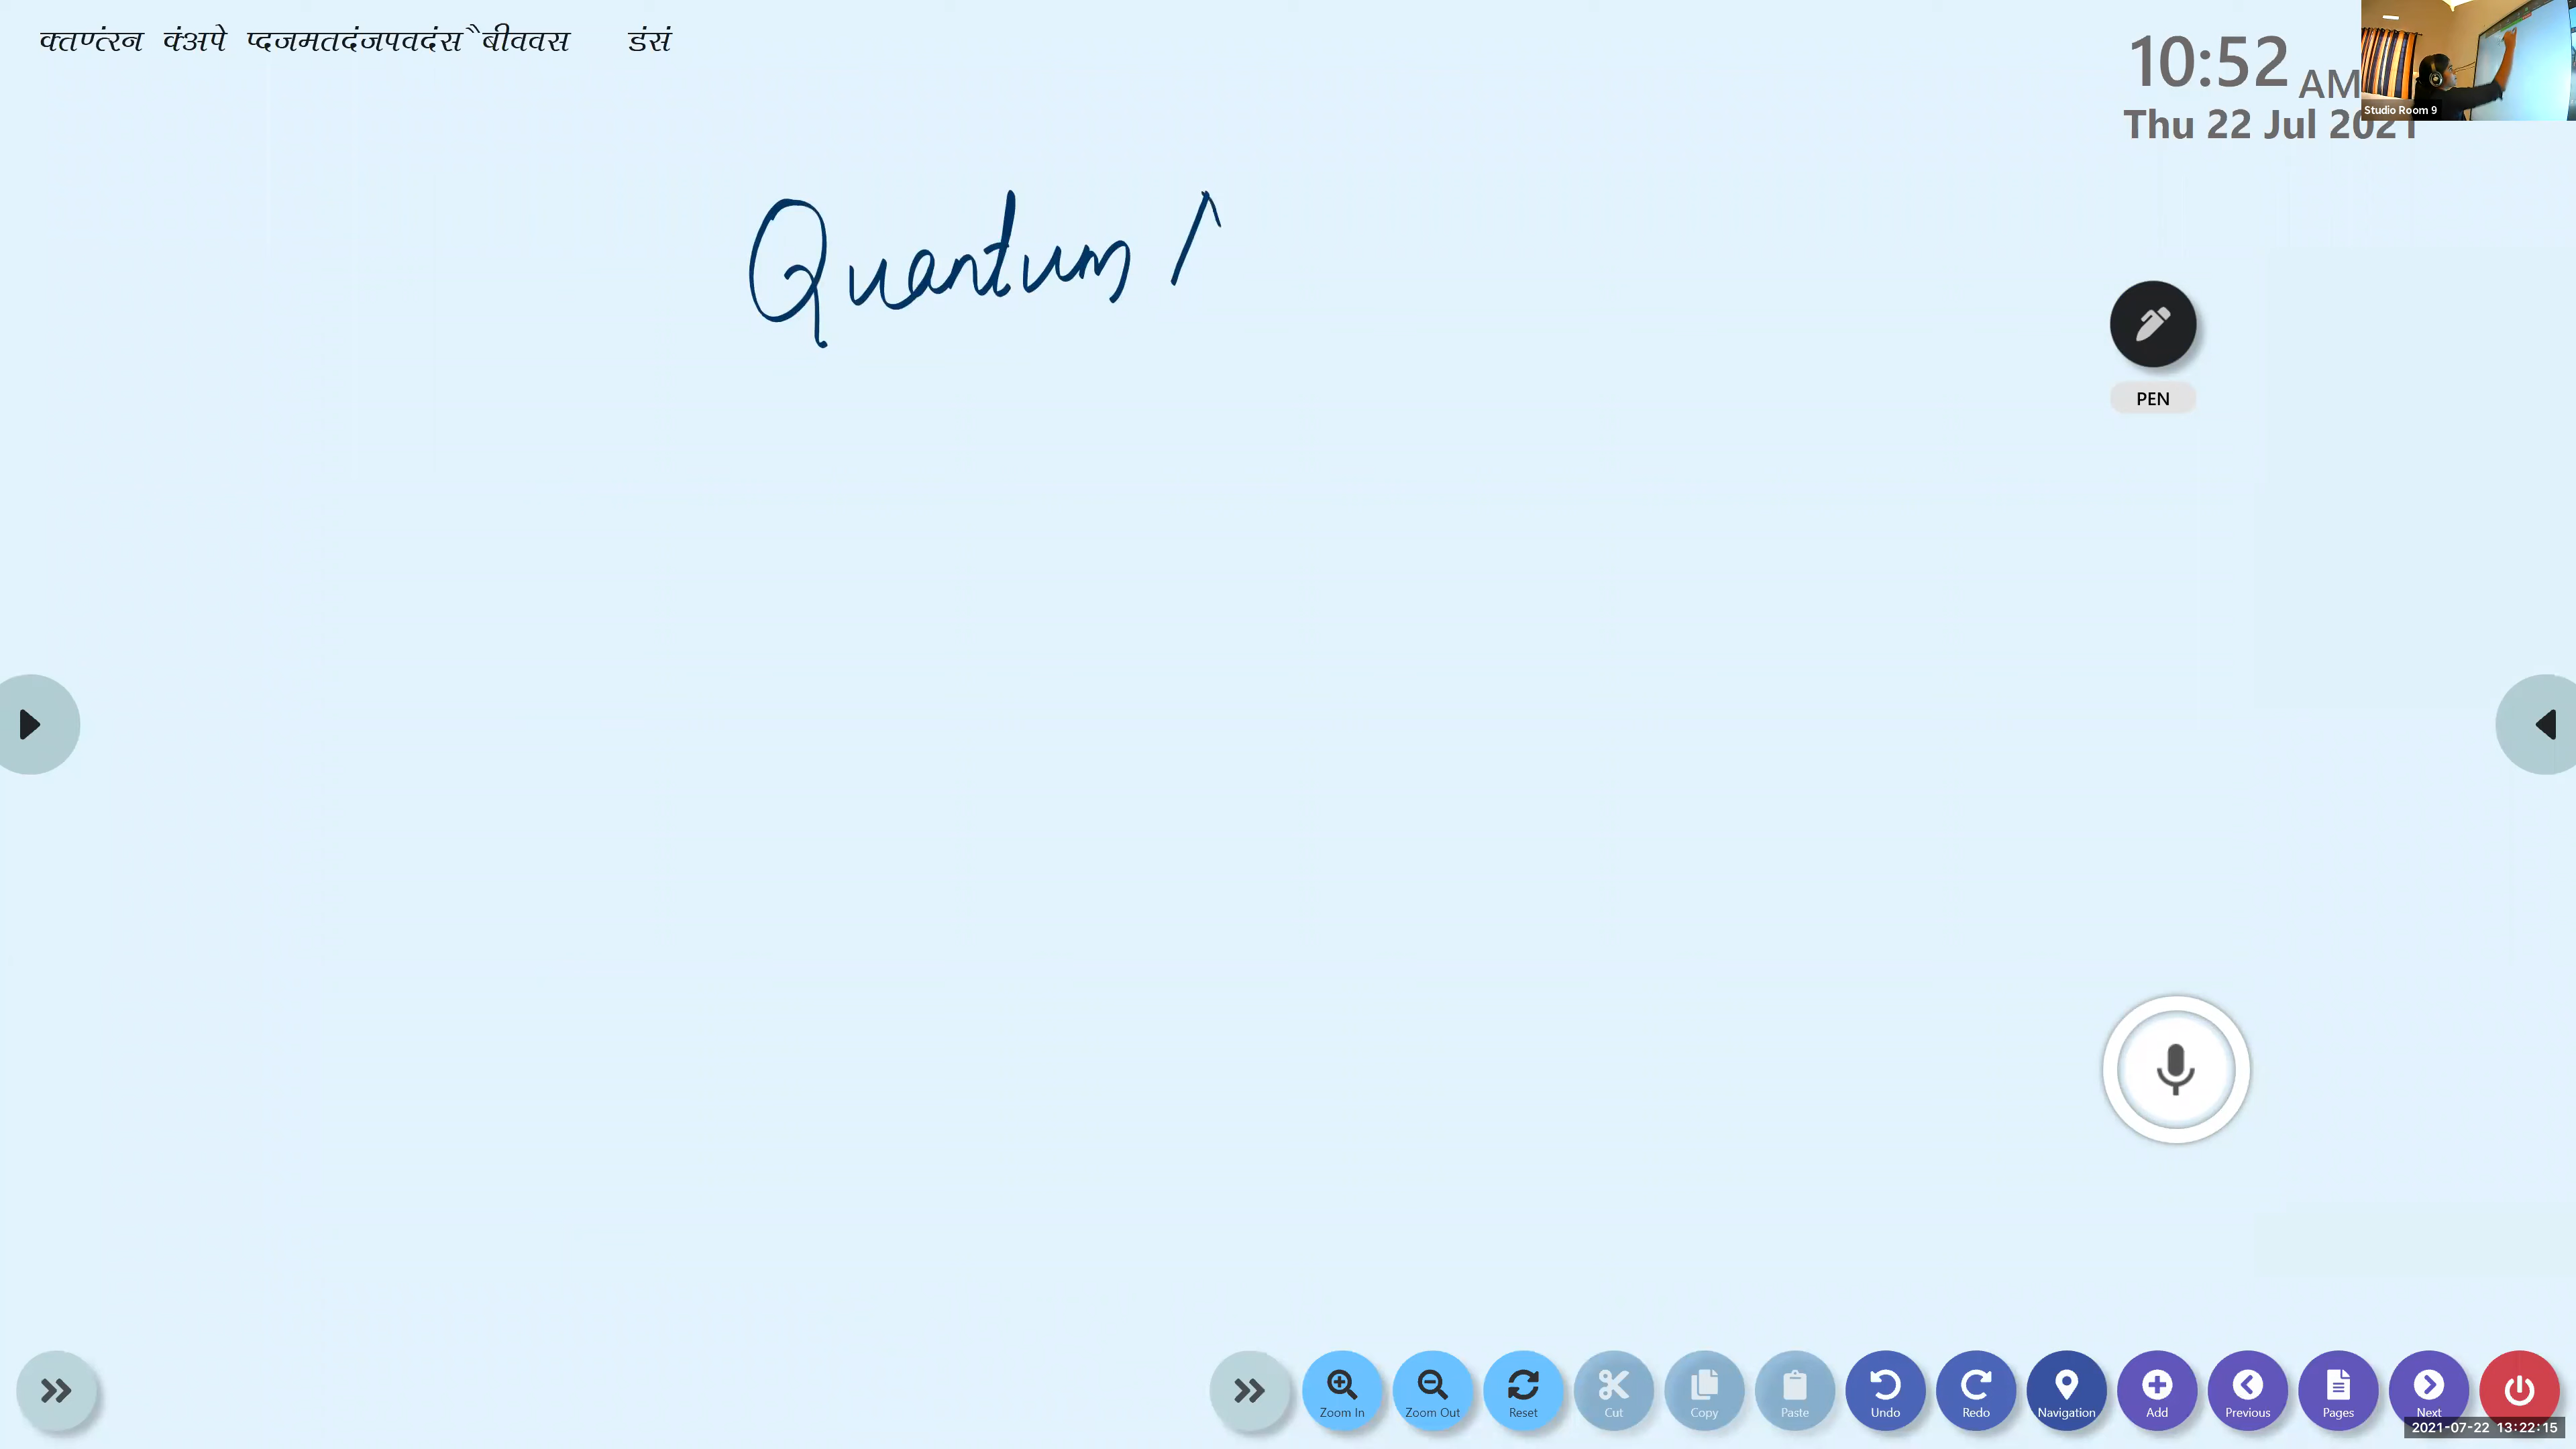 क्तण्त्ंरन क्ंअपे प्दजमतदंजपवदंस ैबीववस डंसं
10:52 AM
Thu 22 Jul 2021
Studio Room 9
Quantum
PEN
Zoom In Zoom Out Reset Cut Copy Paste Undo Redo Navigation Add Previous Pages Next
2021-07-22 13:22:15